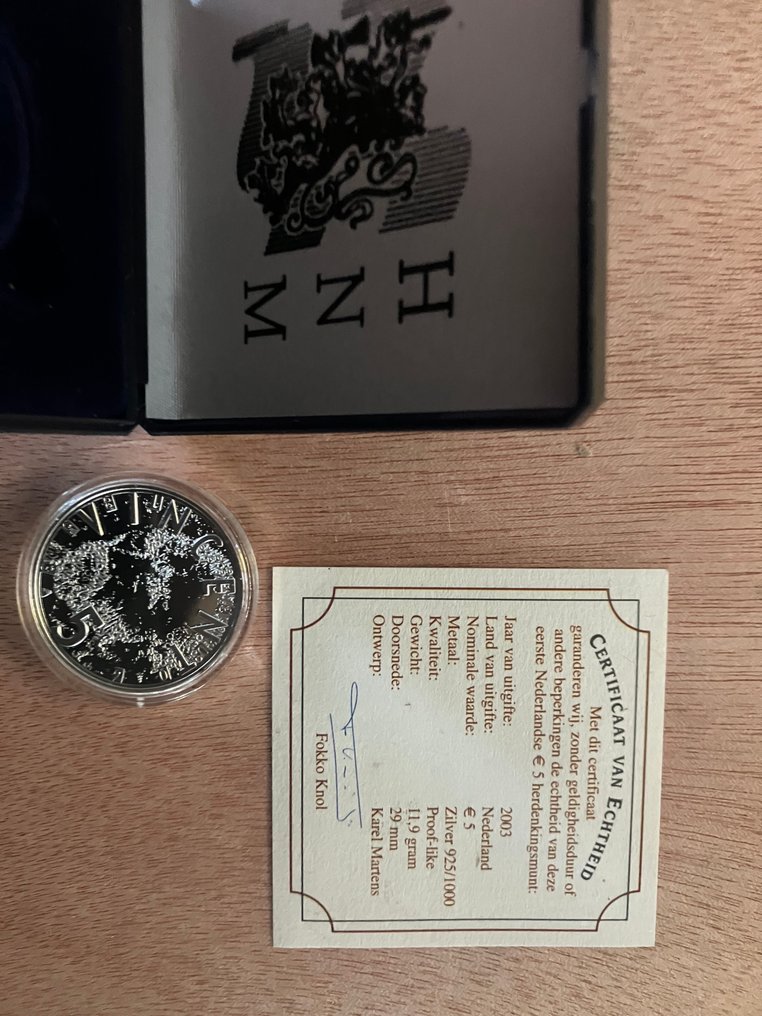 H
N
M
VINCENT
5
CERTIFICAAT VAN ECHTHEID
Met dit certificaat
garanderen wij, zonder geldigheidsduur of
andere beperkingen de echtheid van deze
eerste Nederlandse € 5 herdenkingsmunt:
Jaar van uitgifte: 2003
Land van uitgifte: Nederland
Nominale waarde: € 5
Metaal: Zilver 925/1000
Kwaliteit: Proof-like
Gewicht: 11,9 gram
Doorsnede: 29 mm
Ontwerp: Karel Martens
Fokko Knol